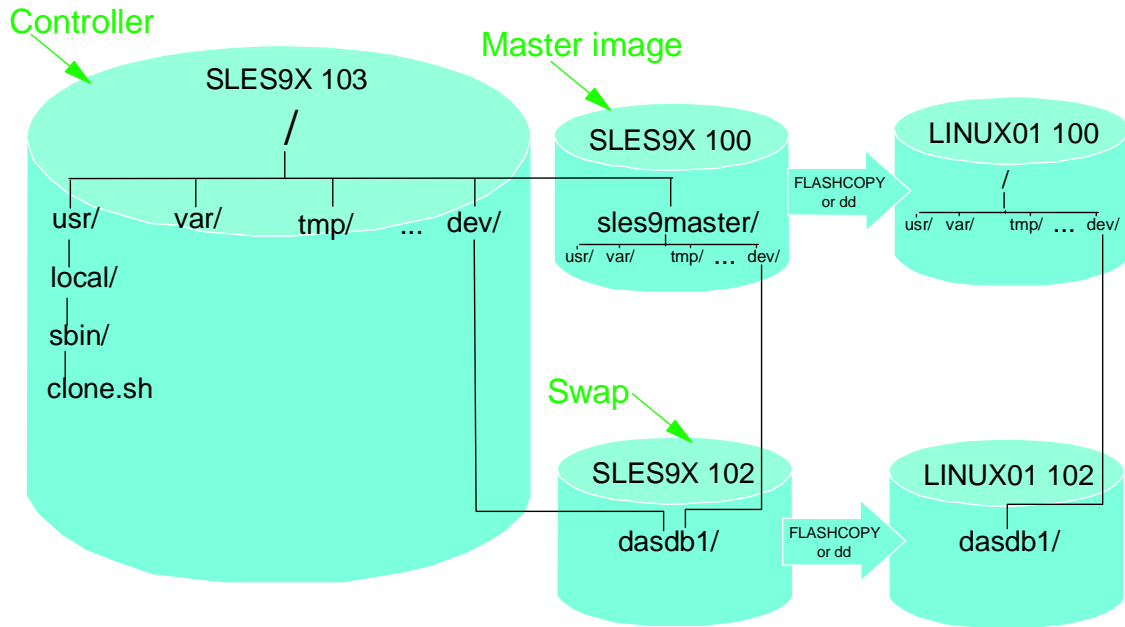 Controller
Master image
SLES9X 103
/
usr/ var/ tmp/ ... dev/
local/
sbin/
clone.sh
SLES9X 100
sles9master/
usr/ var/ tmp/ ... dev/
FLASHCOPY
or dd
LINUX01 100
/
usr/ var/ tmp/ ... dev/
Swap
SLES9X 102
dasdb1/
FLASHCOPY
or dd
LINUX01 102
dasdb1/